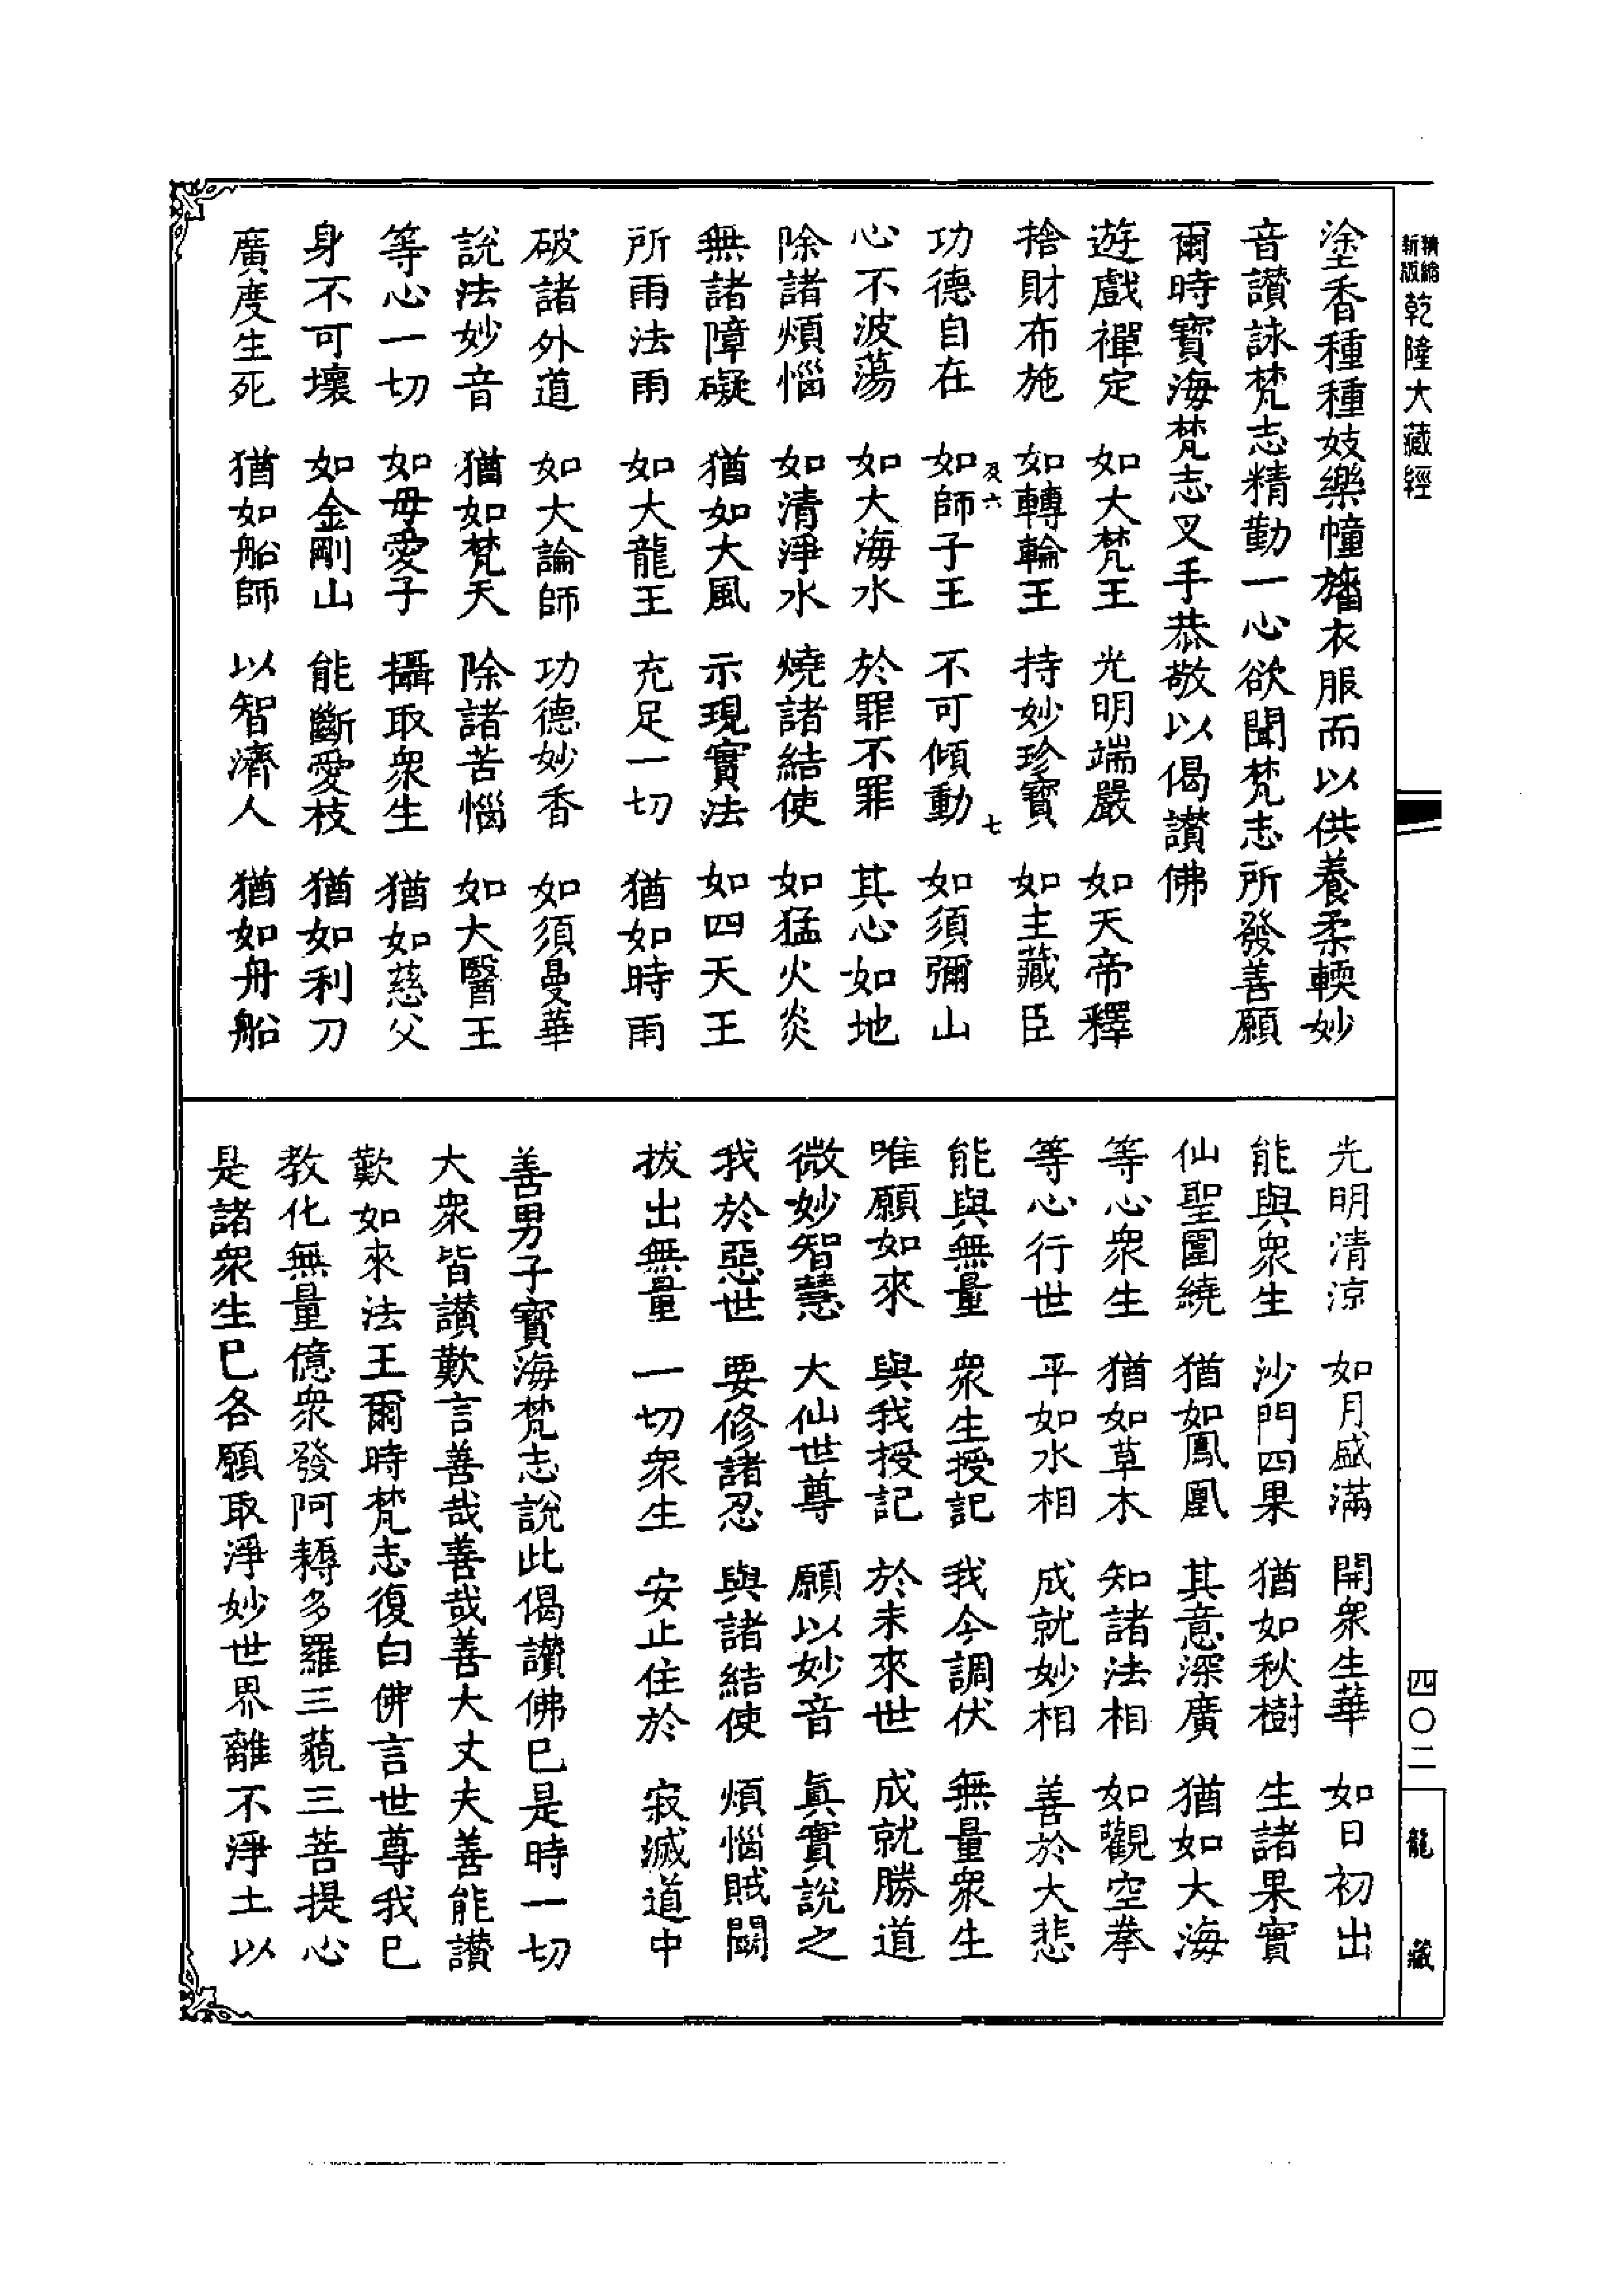 精縮新版乾隆大藏經
塗香種種妓樂幢旛衣服而以供養柔輭妙
音讚詠梵志精勤一心欲聞梵志所發善願
爾時寶海梵志叉手恭敬以偈讚佛
遊戲禪定 如大梵王 光明端嚴 如天帝釋
捨財布施 如轉輪王 持妙珍寶 如主藏臣
及六 七
功德自在 如師子王 不可傾動 如須彌山
心不波蕩 如大海水 於罪不罪 其心如地
除諸煩惱 如清淨水 燒諸結使 如猛火炎
無諸障礙 猶如大風 示現實法 如四天王
所雨法雨 如大龍王 充足一切 猶如時雨
破諸外道 如大論師 功德妙香 如須曼華
說法妙音 猶如梵天 除諸苦惱 如大醫王
等心一切 如母愛子 攝取衆生 猶如慈父
身不可壞 如金剛山 能斷愛枝 猶如利刀
廣度生死 猶如船師 以智濟人 猶如舟船
光明清涼 如月盛滿 開衆生華 如日初出
能與衆生 沙門四果 猶如秋樹 生諸果實
仙聖圍繞 猶如鳳凰 其意深廣 猶如大海
等心衆生 猶如草木 知諸法相 如觀空拳
等心行世 平如水相 成就妙相 善於大悲
能與無量 衆生授記 我今調伏 無量衆生
唯願如來 與我授記 於未來世 成就勝道
微妙智慧 大仙世尊 願以妙音 眞實說之
我於惡世 要修諸忍 與諸結使 煩惱賊鬬
拔出無量 一切衆生 安止住於 寂滅道中
善男子寶海梵志說此偈讚佛已是時一切
大衆皆讚歎言善哉善哉善大丈夫善能讚
歎如來法王爾時梵志復白佛言世尊我已
教化無量億衆發阿耨多羅三藐三菩提心
是諸衆生已各願取淨妙世界離不淨土以
四〇二
龍藏